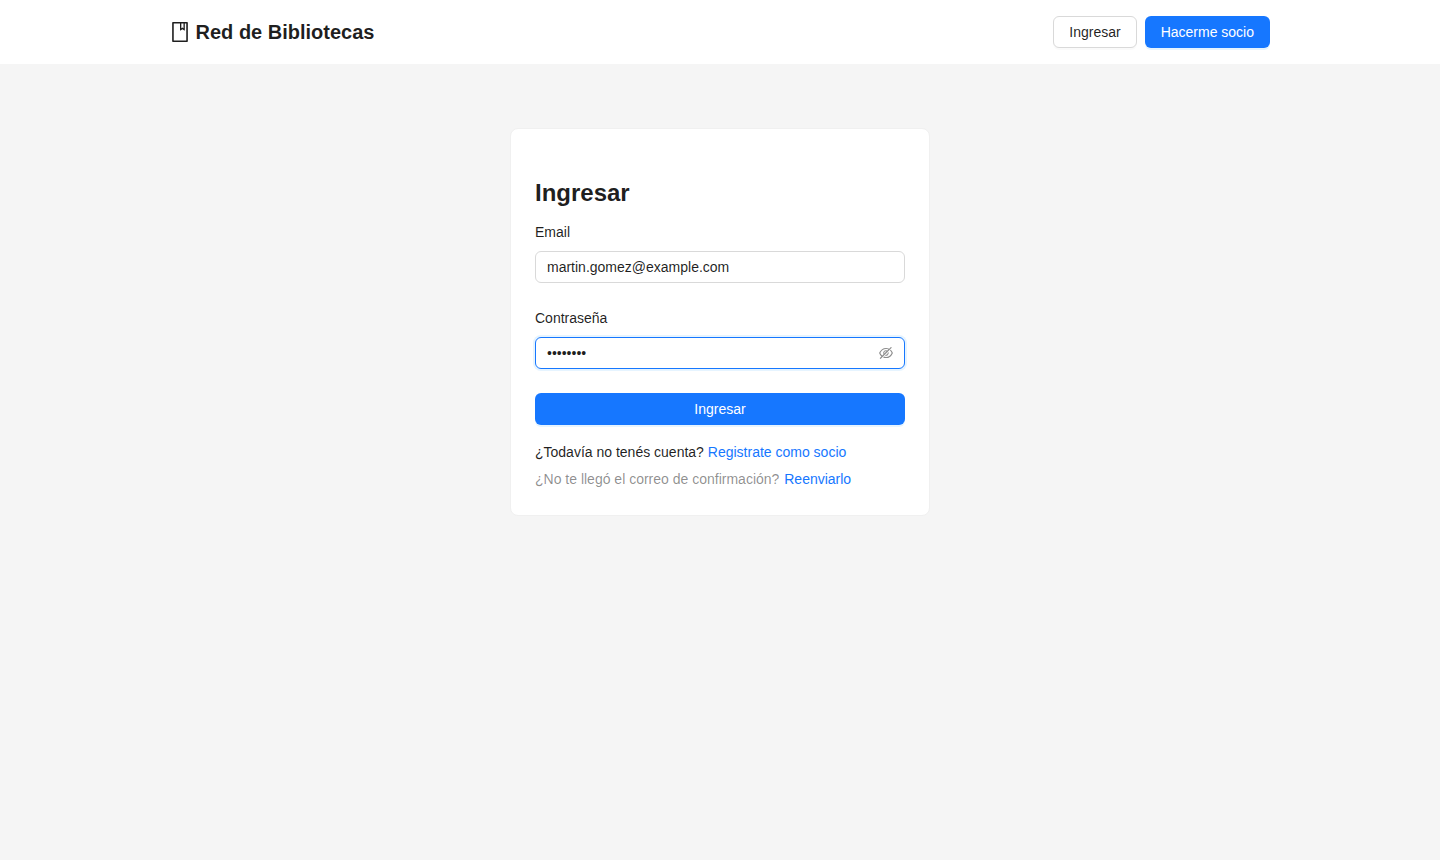 Red de Bibliotecas
Ingresar
Hacerme socio
Ingresar
Email
martin.gomez@example.com
Contraseña
••••••••
Ingresar
¿Todavía no tenés cuenta? Registrate como socio
¿No te llegó el correo de confirmación? Reenviarlo